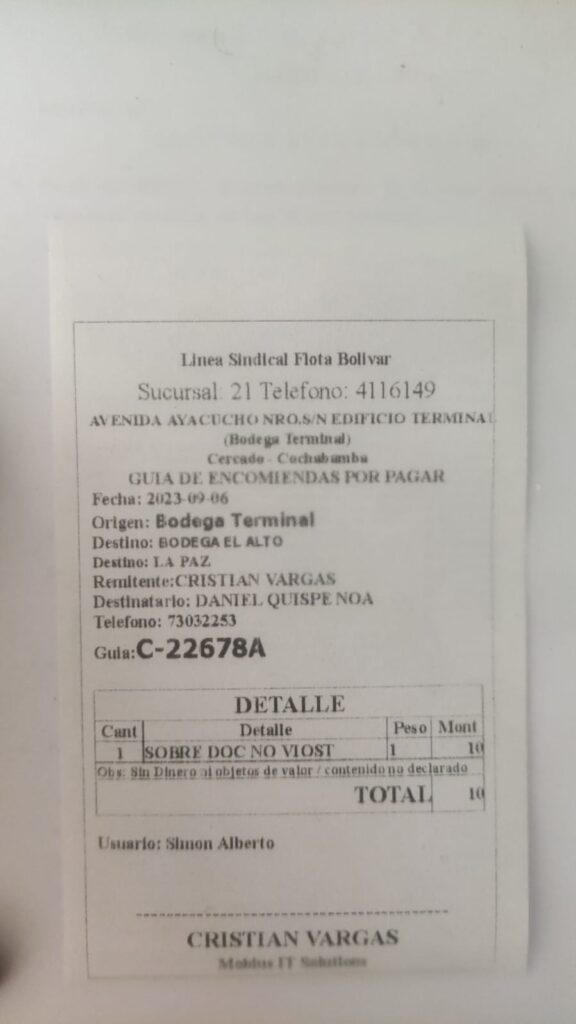 Linea Sindical Flota Bolivar
Sucursal: 21 Telefono: 4116149
AVENIDA AYACUCHO NRO.S/N EDIFICIO TERMINAL
(Bodega Terminal)
Cercado - Cochabamba
GUIA DE ENCOMIENDAS POR PAGAR
Fecha: 2023-09-06
Origen: Bodega Terminal
Destino: BODEGA EL ALTO
Destino: LA PAZ
Remitente:CRISTIAN VARGAS
Destinatario: DANIEL QUISPE NOA
Telefono: 73032253
Guia:C-22678A
DETALLE
Cant Detalle Peso Mont
1 SOBRE DOC NO VIOST 1 10
Obs: Sin Dinero ni objetos de valor / contenido no declarado
TOTAL 10
Usuario: Simon Alberto
CRISTIAN VARGAS
Mobius IT Solutions